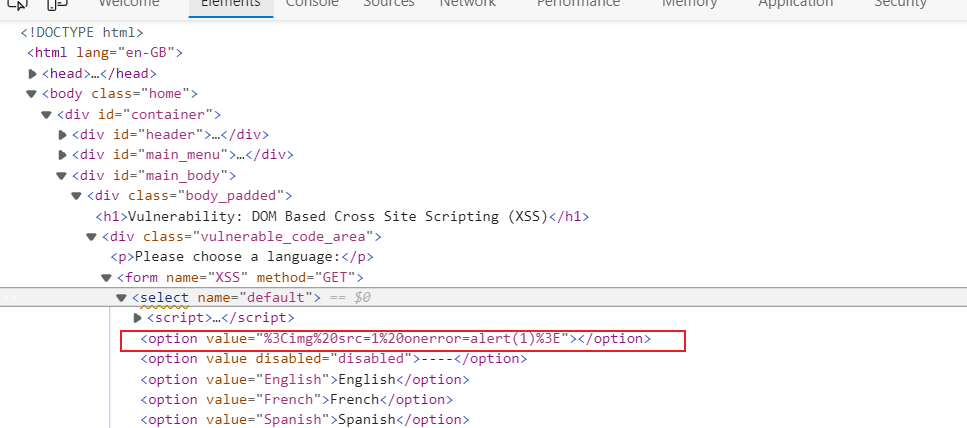 Welcome Elements Console Sources Network Performance Memory Application Security
<!DOCTYPE html>
<html lang="en-GB">
<head>…</head>
<body class="home">
<div id="container">
<div id="header">…</div>
<div id="main_menu">…</div>
<div id="main_body">
<div class="body_padded">
<h1>Vulnerability: DOM Based Cross Site Scripting (XSS)</h1>
<div class="vulnerable_code_area">
<p>Please choose a language:</p>
<form name="XSS" method="GET">
<select name="default"> == $0
<script>…</script>
<option value="%3Cimg%20src=1%20onerror=alert(1)%3E"></option>
<option value disabled="disabled">----</option>
<option value="English">English</option>
<option value="French">French</option>
<option value="Spanish">Spanish</option>